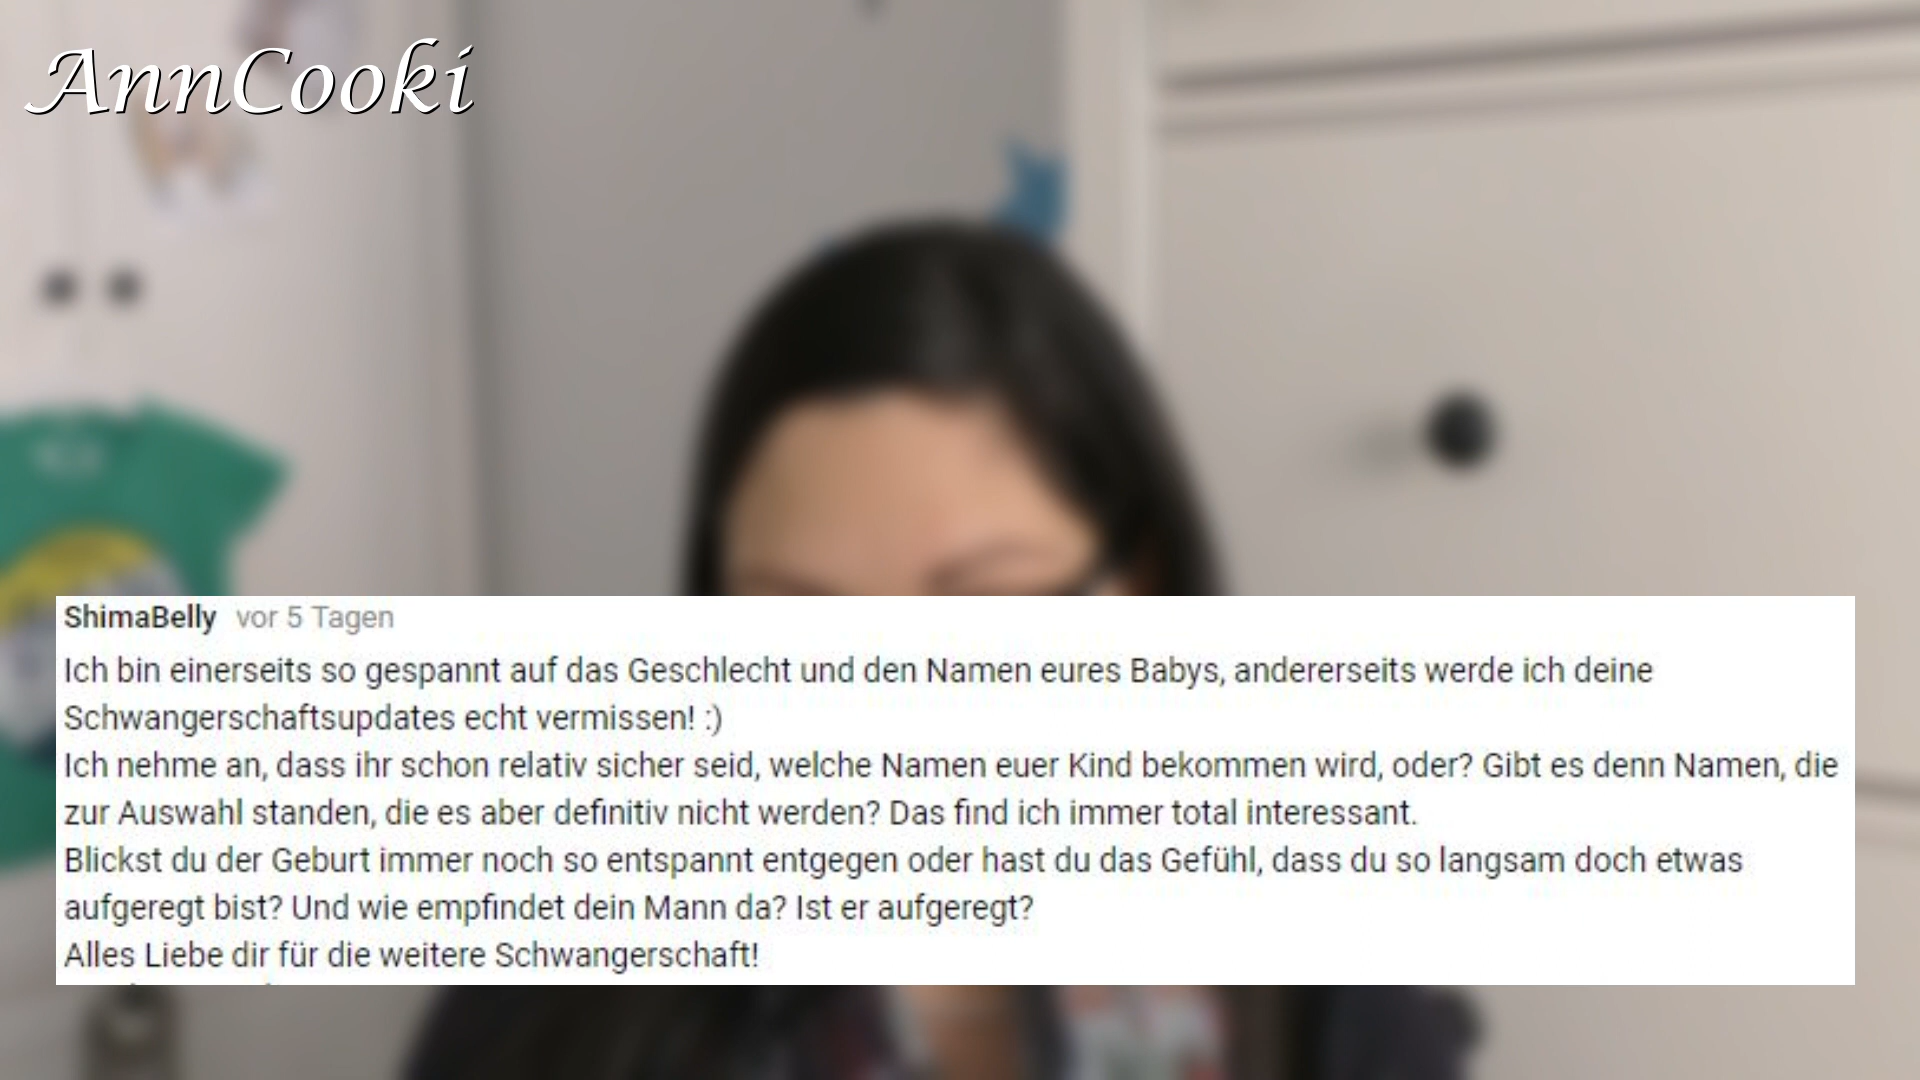 AnnCooki
ShimaBelly vor 5 Tagen
Ich bin einerseits so gespannt auf das Geschlecht und den Namen eures Babys, andererseits werde ich deine
Schwangerschaftsupdates echt vermissen! :)
Ich nehme an, dass ihr schon relativ sicher seid, welche Namen euer Kind bekommen wird, oder? Gibt es denn Namen, die
zur Auswahl standen, die es aber definitiv nicht werden? Das find ich immer total interessant.
Blickst du der Geburt immer noch so entspannt entgegen oder hast du das Gefühl, dass du so langsam doch etwas
aufgeregt bist? Und wie empfindet dein Mann da? Ist er aufgeregt?
Alles Liebe dir für die weitere Schwangerschaft!